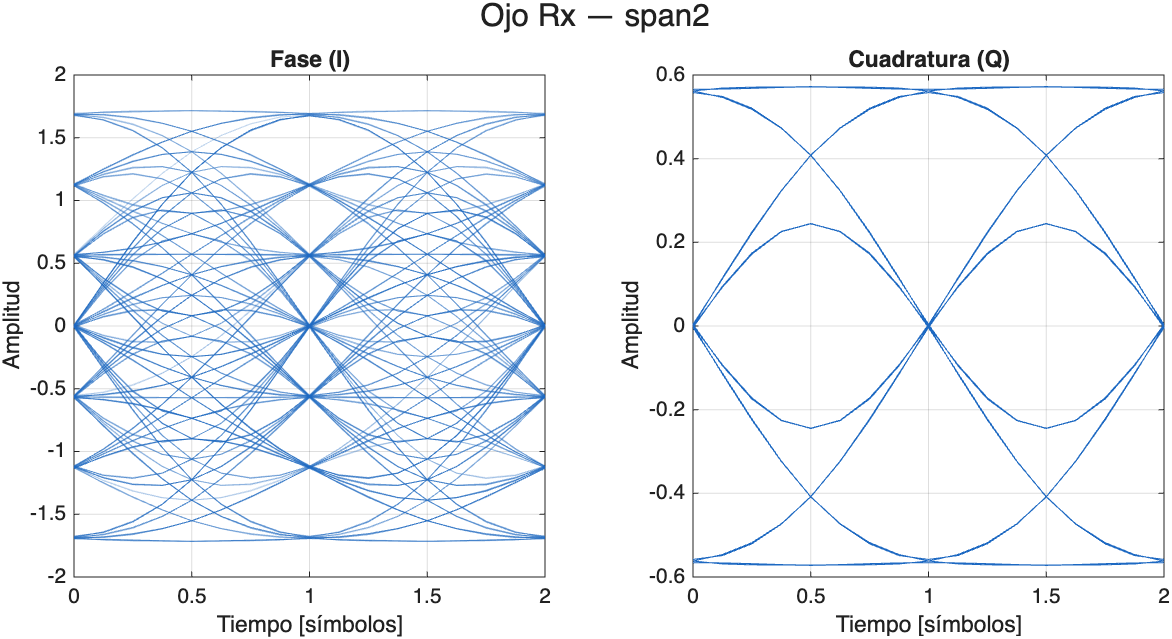 Ojo Rx — span2
Fase (I)
Amplitud
2
1.5
1
0.5
0
-0.5
-1
-1.5
-2
0 0.5 1 1.5 2
Tiempo [símbolos]
Cuadratura (Q)
Amplitud
0.6
0.4
0.2
0
-0.2
-0.4
-0.6
0 0.5 1 1.5 2
Tiempo [símbolos]